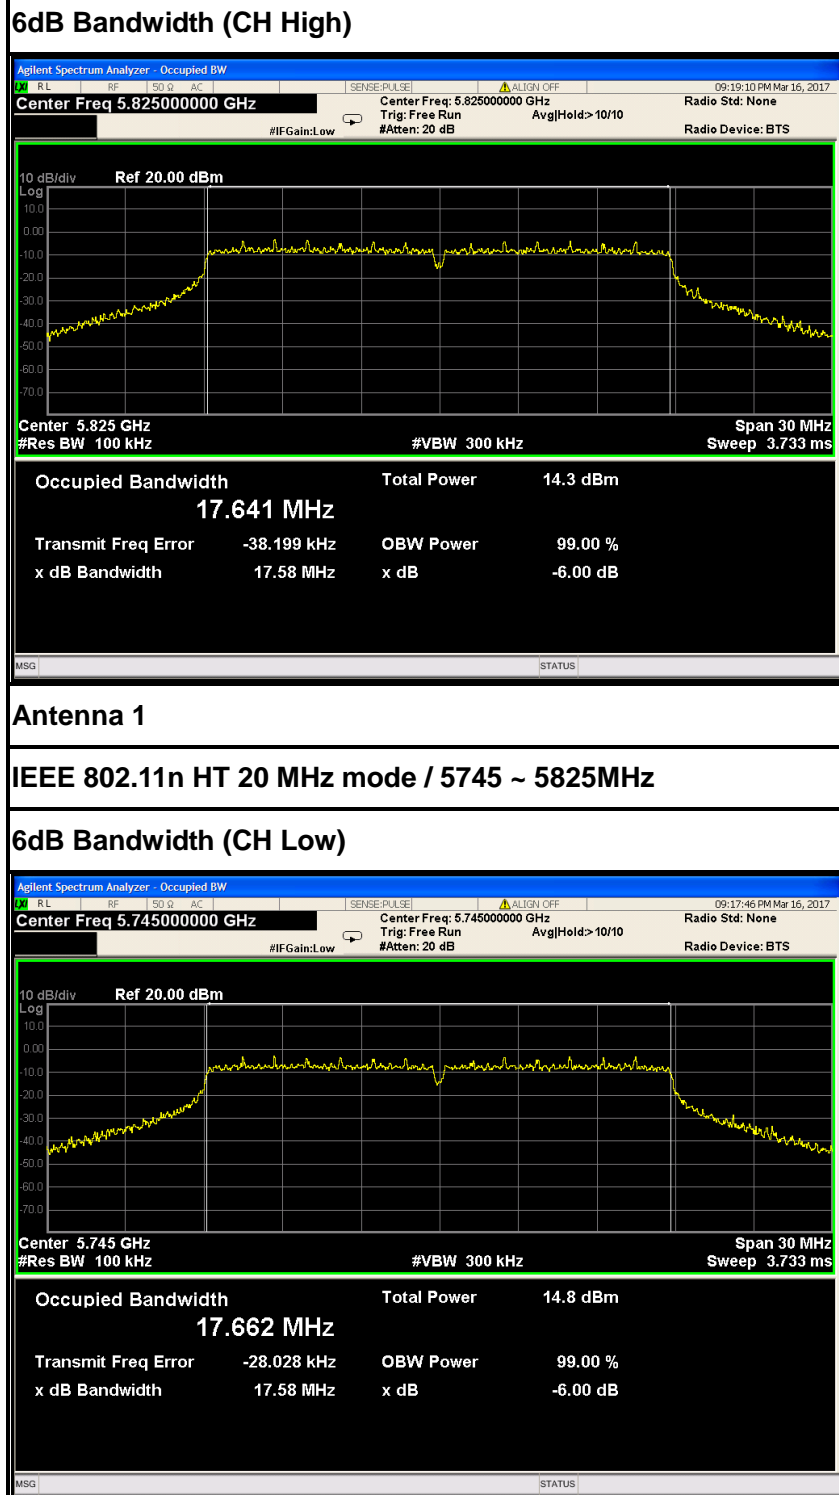 6dB Bandwidth (CH High)
Agilent Spectrum Analyzer - Occupied BW
LXI RL RF 50 Ω AC SENSE:PULSE ALIGN OFF 09:19:10 PM Mar 16, 2017
Center Freq 5.825000000 GHz Center Freq: 5.825000000 GHz Radio Std: None
Trig: Free Run Avg|Hold:> 10/10
#IFGain:Low #Atten: 20 dB Radio Device: BTS
10 dB/div Ref 20.00 dBm
Log
10.0
0.00
-10.0
-20.0
-30.0
-40.0
-50.0
-60.0
-70.0
Center 5.825 GHz Span 30 MHz
#Res BW 100 kHz #VBW 300 kHz Sweep 3.733 ms
Occupied Bandwidth Total Power 14.3 dBm
17.641 MHz
Transmit Freq Error -38.199 kHz OBW Power 99.00 %
x dB Bandwidth 17.58 MHz x dB -6.00 dB
MSG STATUS
Antenna 1
IEEE 802.11n HT 20 MHz mode / 5745 ~ 5825MHz
6dB Bandwidth (CH Low)
Agilent Spectrum Analyzer - Occupied BW
LXI RL RF 50 Ω AC SENSE:PULSE ALIGN OFF 09:17:46 PM Mar 16, 2017
Center Freq 5.745000000 GHz Center Freq: 5.745000000 GHz Radio Std: None
Trig: Free Run Avg|Hold:> 10/10
#IFGain:Low #Atten: 20 dB Radio Device: BTS
10 dB/div Ref 20.00 dBm
Log
10.0
0.00
-10.0
-20.0
-30.0
-40.0
-50.0
-60.0
-70.0
Center 5.745 GHz Span 30 MHz
#Res BW 100 kHz #VBW 300 kHz Sweep 3.733 ms
Occupied Bandwidth Total Power 14.8 dBm
17.662 MHz
Transmit Freq Error -28.028 kHz OBW Power 99.00 %
x dB Bandwidth 17.58 MHz x dB -6.00 dB
MSG STATUS